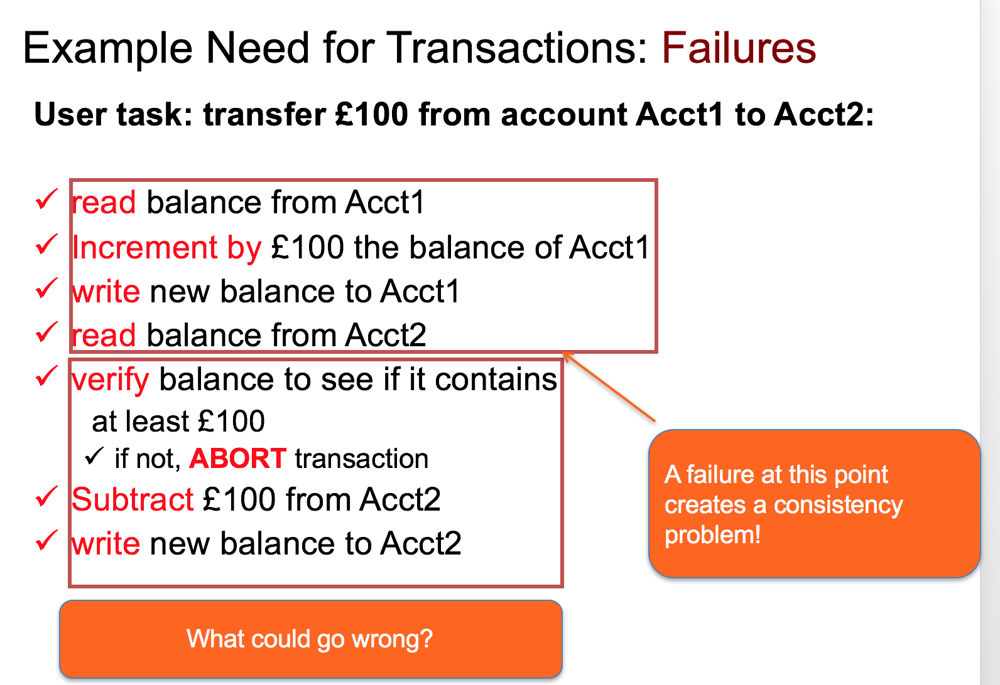 Example Need for Transactions: Failures
User task: transfer £100 from account Acct1 to Acct2:
✓ read balance from Acct1
✓ Increment by £100 the balance of Acct1
✓ write new balance to Acct1
✓ read balance from Acct2
✓ verify balance to see if it contains
at least £100
✓ if not, ABORT transaction
✓ Subtract £100 from Acct2
✓ write new balance to Acct2
A failure at this point
creates a consistency
problem!
What could go wrong?